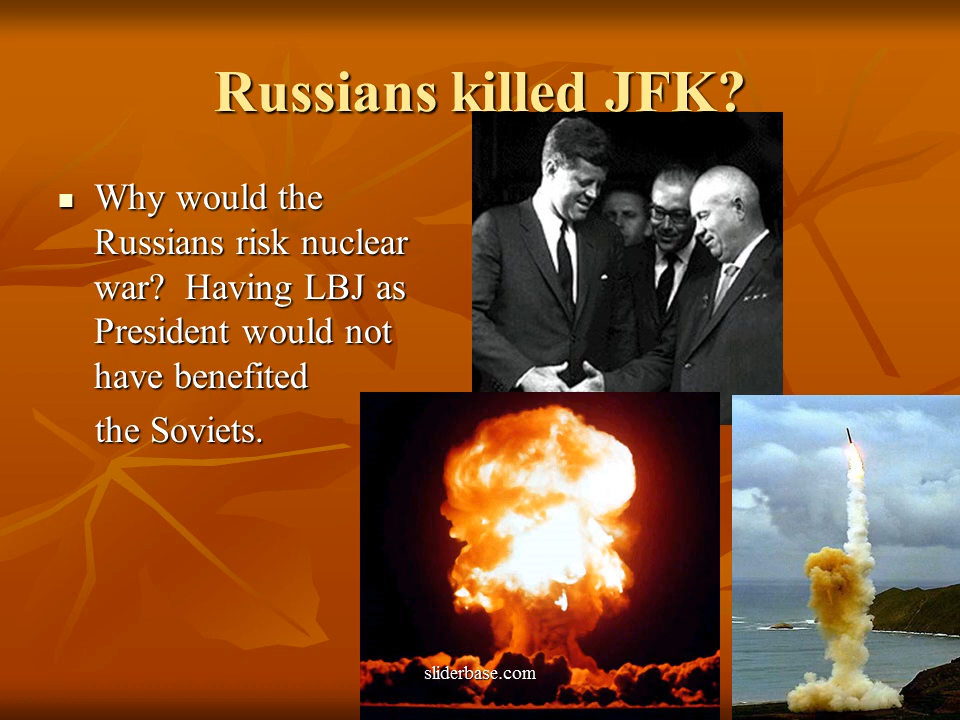 Russians killed JFK?
Why would the
Russians risk nuclear
war? Having LBJ as
President would not
have benefited
the Soviets.
sliderbase.com